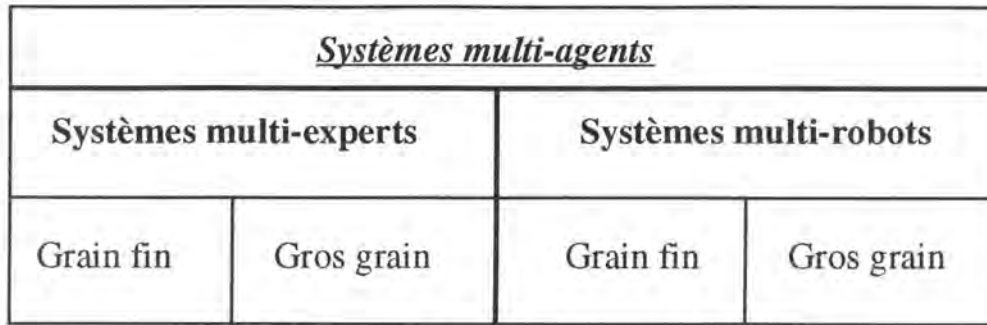 Systèmes multi-agents
Systèmes multi-experts Systèmes multi-robots
Grain fin Gros grain Grain fin Gros grain